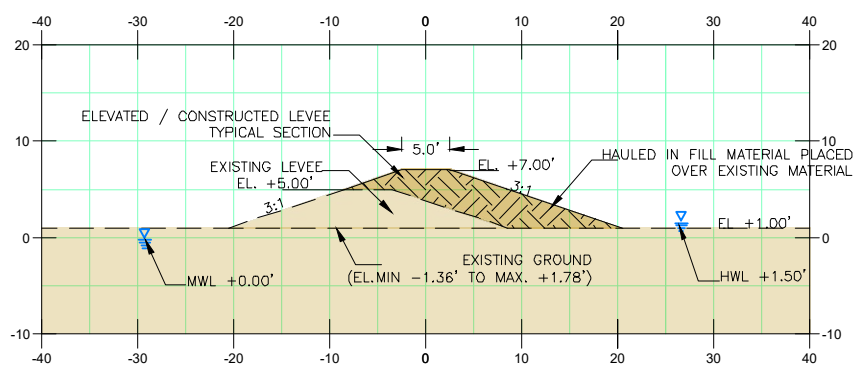 -40 -30 -20 -10 0 10 20 30 40
20 20
ELEVATED / CONSTRUCTED LEVEE
TYPICAL SECTION
10 10
5.0'
EXISTING LEVEE
EL. +5.00'
EL. +7.00'
HAULED IN FILL MATERIAL PLACED
OVER EXISTING MATERIAL
3:1
3:1
EL +1.00'
0 0
EXISTING GROUND
(EL.MIN -1.36' TO MAX. +1.78')
MWL +0.00'
HWL +1.50'
-10 -10
-40 -30 -20 -10 0 10 20 30 40